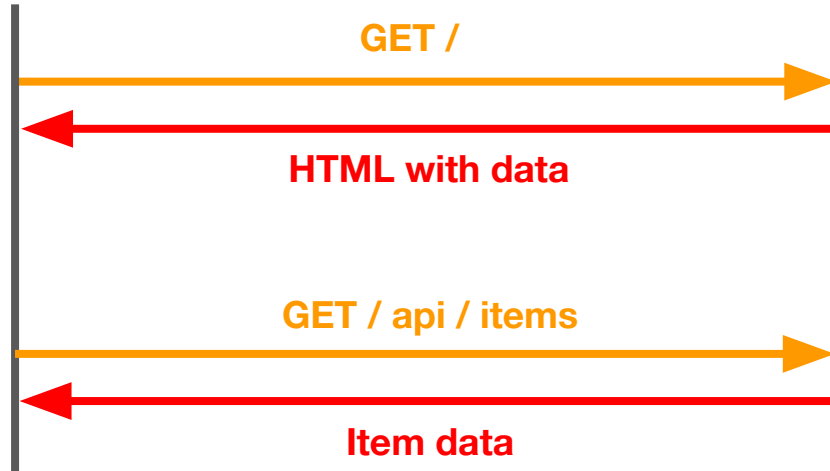 GET /
HTML with data
GET / api / items
Item data